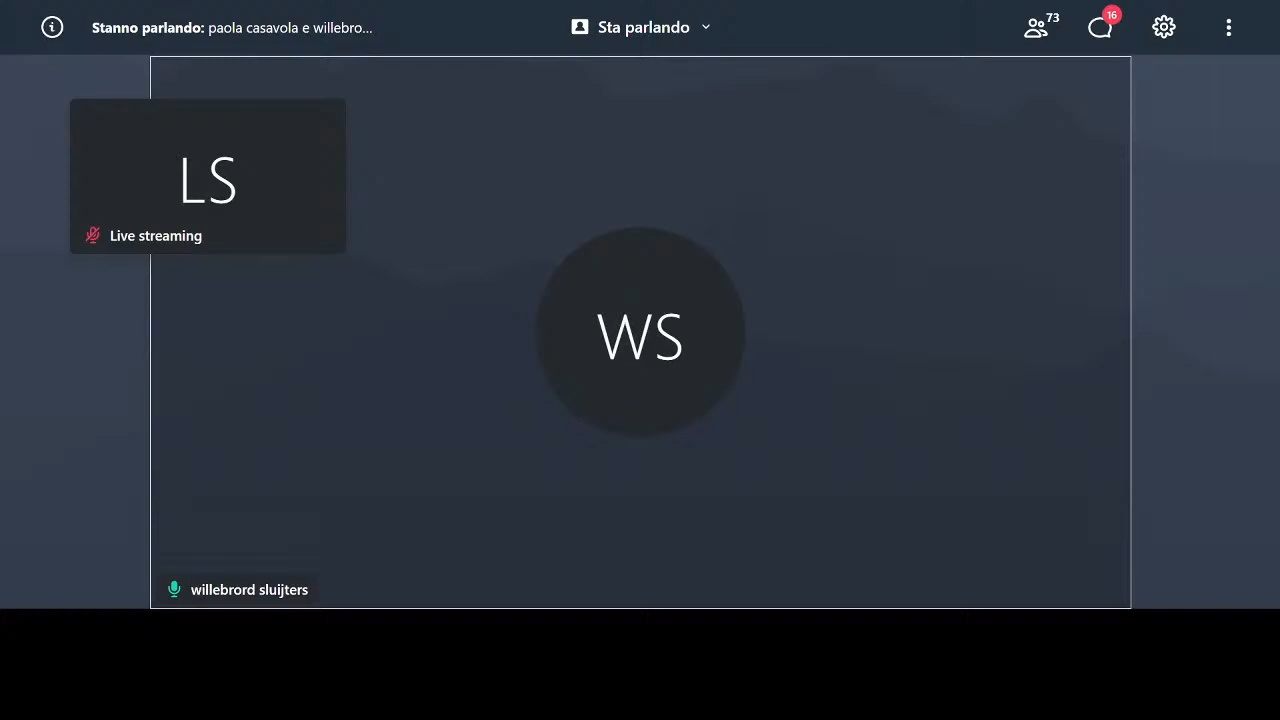 Stanno parlando: paola casavola e willebro...
Sta parlando
73
16
LS
Live streaming
WS
willebrord sluijters